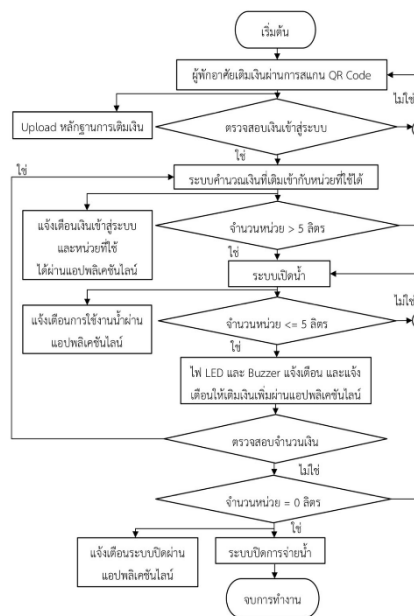 เริ่มต้น
ผู้พักอาศัยเติมเงินผ่านการสแกน QR Code
ไม่ใช่
Upload หลักฐานการเติมเงิน
ตรวจสอบเงินเข้าสู่ระบบ
ใช่
ใช่
ระบบคำนวณเงินที่เติมเข้ากับหน่วยที่ใช้ได้
แจ้งเตือนเงินเข้าสู่ระบบ
และหน่วยที่ใช้
ได้ผ่านแอปพลิเคชันไลน์
จำนวนหน่วย > 5 ลิตร
ใช่
ระบบเปิดน้ำ
ไม่ใช่
แจ้งเตือนการใช้งานน้ำผ่าน
แอปพลิเคชันไลน์
จำนวนหน่วย <= 5 ลิตร
ใช่
ไฟ LED และ Buzzer แจ้งเตือน และแจ้ง
เตือนให้เติมเงินเพิ่มผ่านแอปพลิเคชันไลน์
ตรวจสอบจำนวนเงิน
ไม่ใช่
จำนวนหน่วย = 0 ลิตร
ใช่
แจ้งเตือนระบบปิดผ่าน
แอปพลิเคชันไลน์
ระบบปิดการจ่ายน้ำ
จบการทำงาน